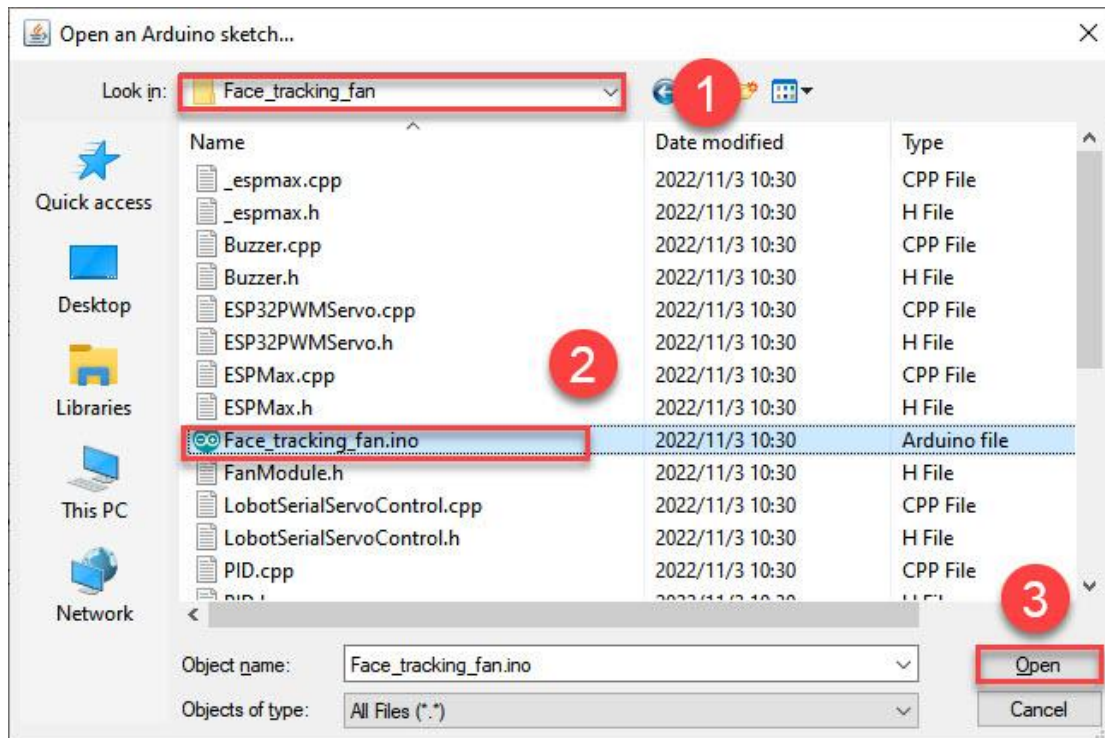 Open an Arduino sketch...
Look in: Face_tracking_fan
1
Name Date modified Type
Quick access
Desktop
Libraries
This PC
Network
_espmax.cpp 2022/11/3 10:30 CPP File
_espmax.h 2022/11/3 10:30 H File
Buzzer.cpp 2022/11/3 10:30 CPP File
Buzzer.h 2022/11/3 10:30 H File
ESP32PWMServo.cpp 2022/11/3 10:30 CPP File
ESP32PWMServo.h 2022/11/3 10:30 H File
2
ESPMax.cpp 2022/11/3 10:30 CPP File
ESPMax.h 2022/11/3 10:30 H File
Face_tracking_fan.ino 2022/11/3 10:30 Arduino file
FanModule.h 2022/11/3 10:30 H File
LobotSerialServoControl.cpp 2022/11/3 10:30 CPP File
LobotSerialServoControl.h 2022/11/3 10:30 H File
PID.cpp 2022/11/3 10:30 CPP File
3
Object name: Face_tracking_fan.ino Open
Objects of type: All Files (*.*) Cancel